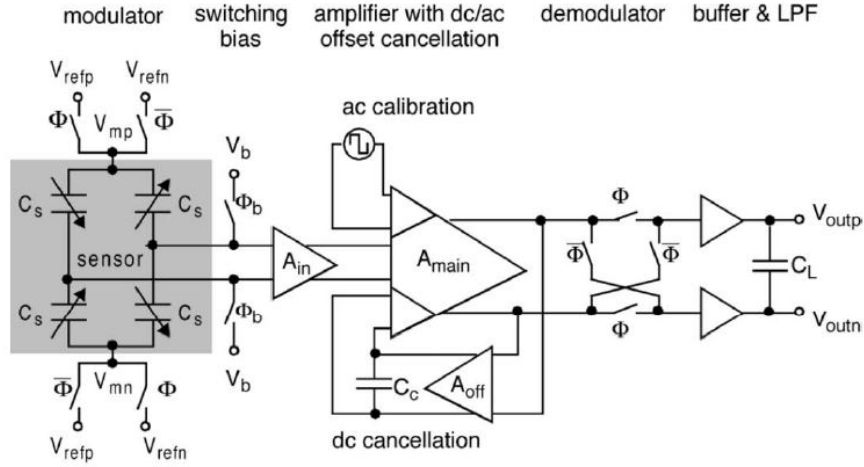 modulator
switching
bias
amplifier with dc/ac
offset cancellation
demodulator
buffer & LPF
V_refp
V_refn
Φ
V_mp
Φ̅
ac calibration
V_b
C_s
C_s
Φ_b
Φ
V_outp
sensor
A_in
A_main
Φ̅
Φ̅
C_L
C_s
C_s
Φ_b
Φ
V_outn
Φ̅
V_mn
Φ
V_b
C_c
A_off
V_refp
V_refn
dc cancellation